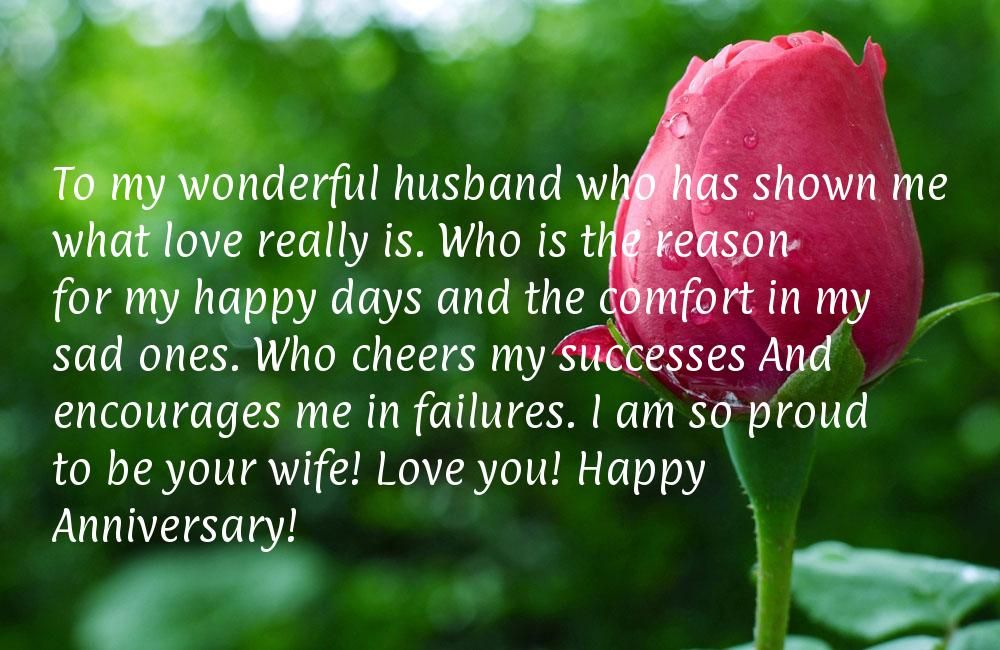 To my wonderful husband who has shown me
what love really is. Who is the reason
for my happy days and the comfort in my
sad ones. Who cheers my successes And
encourages me in failures. I am so proud
to be your wife! Love you! Happy
Anniversary!